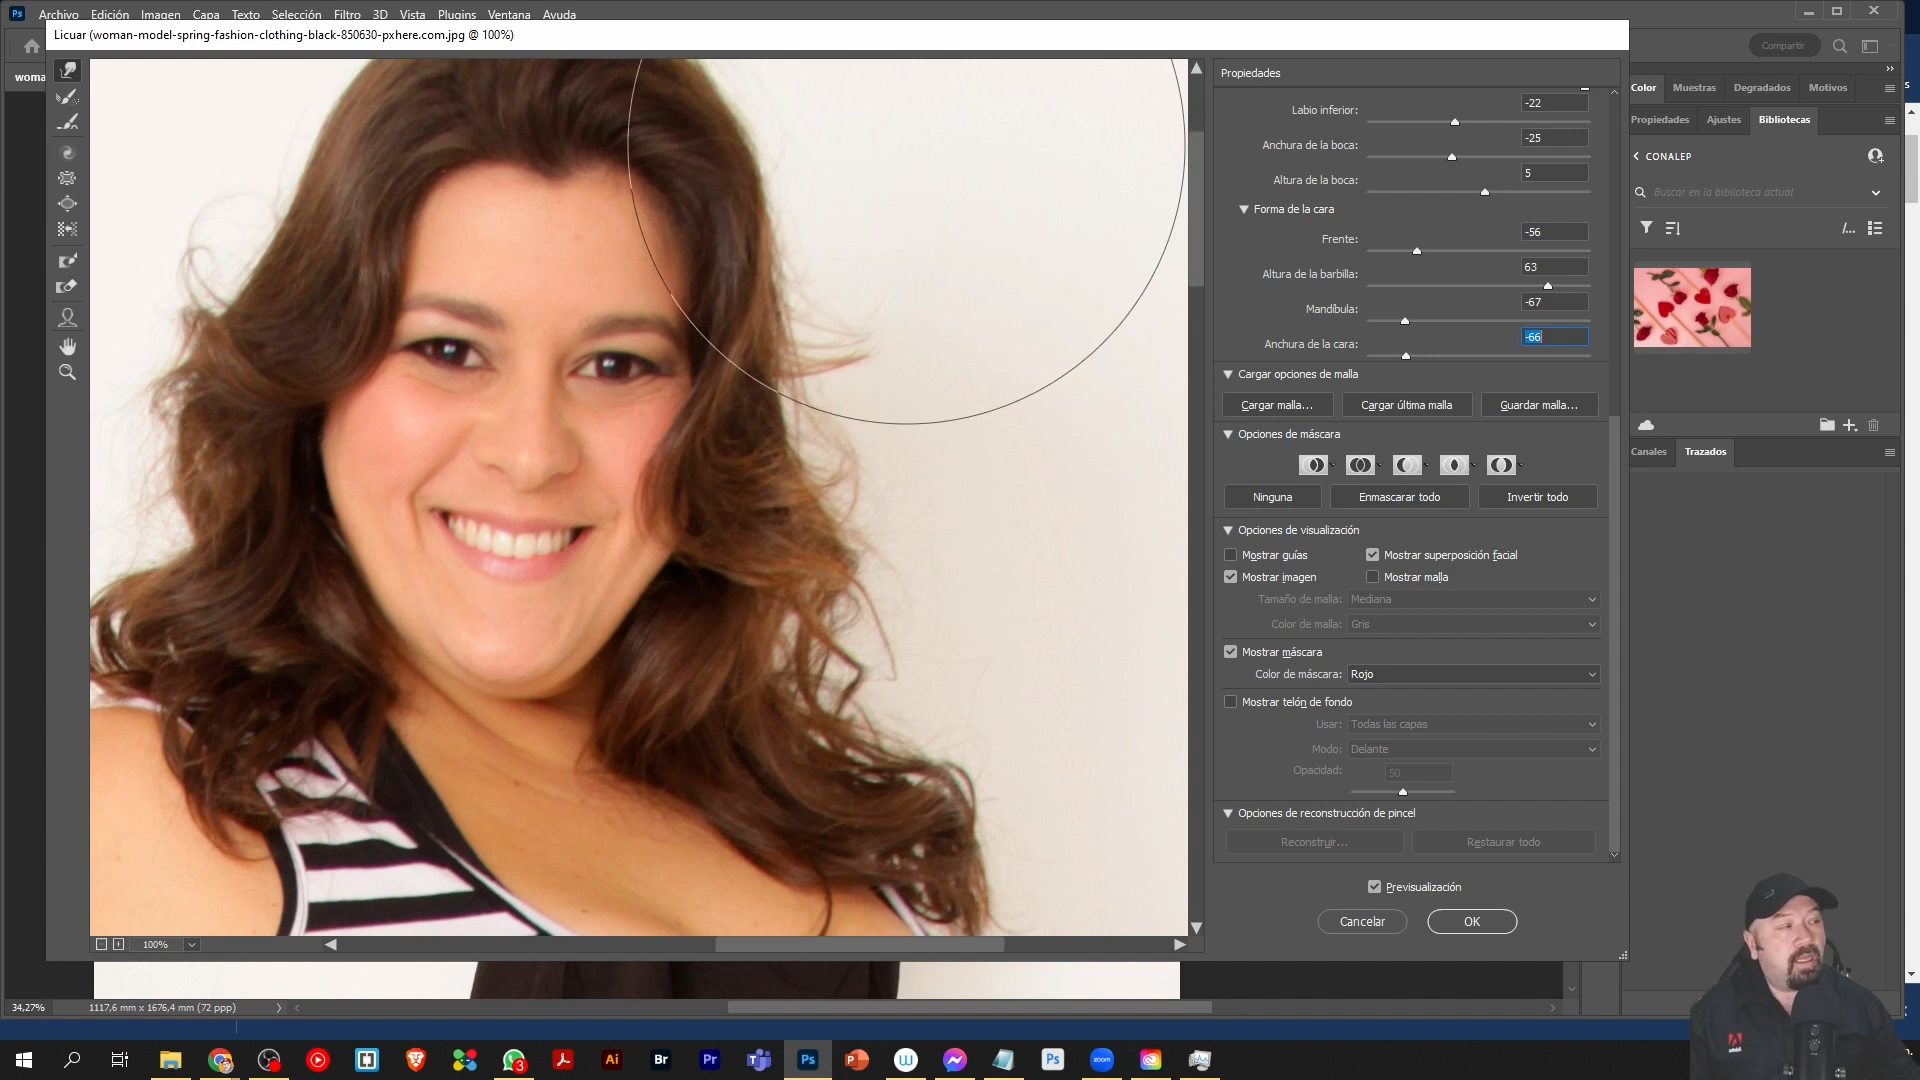 Archivo Edición Imagen Capa Texto Selección Filtro 3D Vista Plugins Ventana Ayuda
Licuar (woman-model-spring-fashion-clothing-black-850630-pxhere.com.jpg @ 100%)
Compartir
woma
Propiedades
Labio inferior: -22
Anchura de la boca: -25
Altura de la boca: 5
Forma de la cara
Frente: -56
Altura de la barbilla: 63
Mandíbula: -67
Anchura de la cara: -66
Cargar opciones de malla
Cargar malla... Cargar última malla Guardar malla...
Opciones de máscara
Ninguna Enmascarar todo Invertir todo
Opciones de visualización
Mostrar guías Mostrar superposición facial
Mostrar imagen Mostrar malla
Tamaño de malla: Mediana
Color de malla: Gris
Mostrar máscara
Color de máscara: Rojo
Mostrar telón de fondo
Usar: Todas las capas
Modo: Delante
Opacidad: 50
Opciones de reconstrucción de pincel
Reconstruir... Restaurar todo
Previsualización
Cancelar OK
Color Muestras Degradados Motivos
Propiedades Ajustes Bibliotecas
CONALEP
Buscar en la biblioteca actual
Canales Trazados
100%
34,27% 1117,6 mm x 1676,4 mm (72 ppp)
3 Ai Br Pr Ps Ps zoom